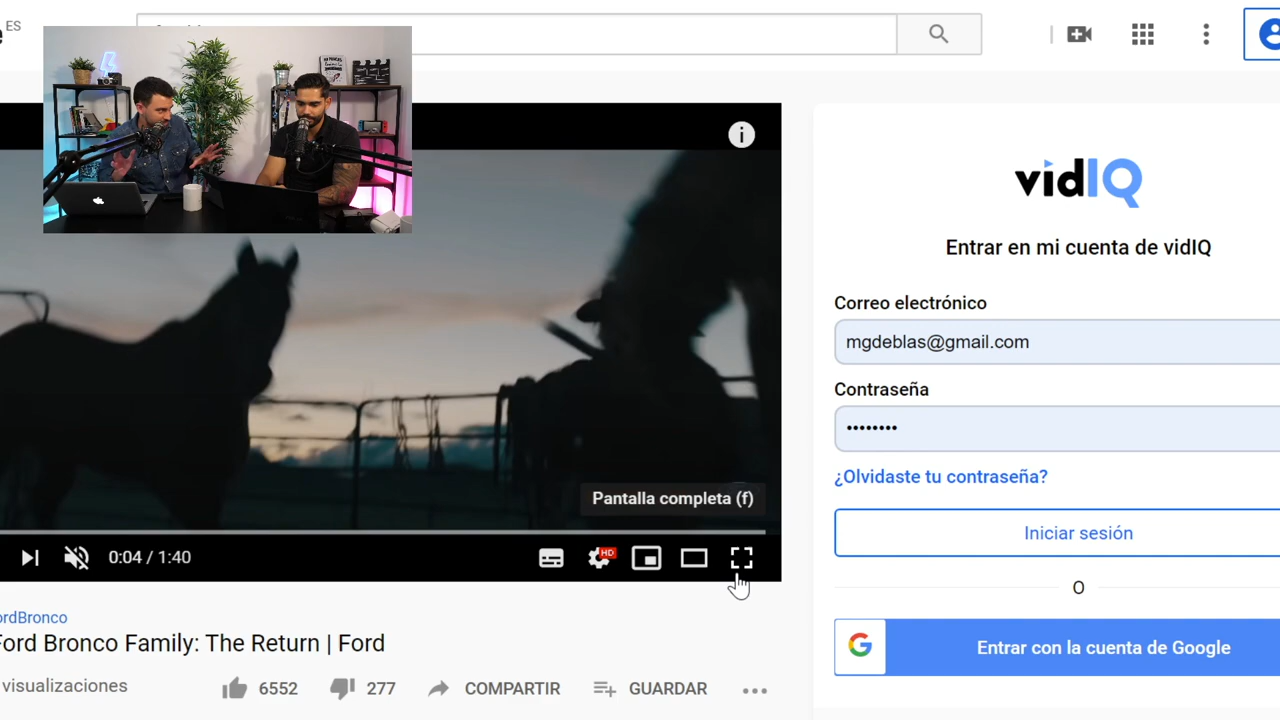 ES
vidIQ
Entrar en mi cuenta de vidIQ
Correo electrónico
mgdeblas@gmail.com
Contraseña
••••••••
¿Olvidaste tu contraseña?
Iniciar sesión
O
Entrar con la cuenta de Google
Pantalla completa (f)
0:04 / 1:40
HD
ordBronco
Ford Bronco Family: The Return | Ford
visualizaciones
6552
277
COMPARTIR
GUARDAR